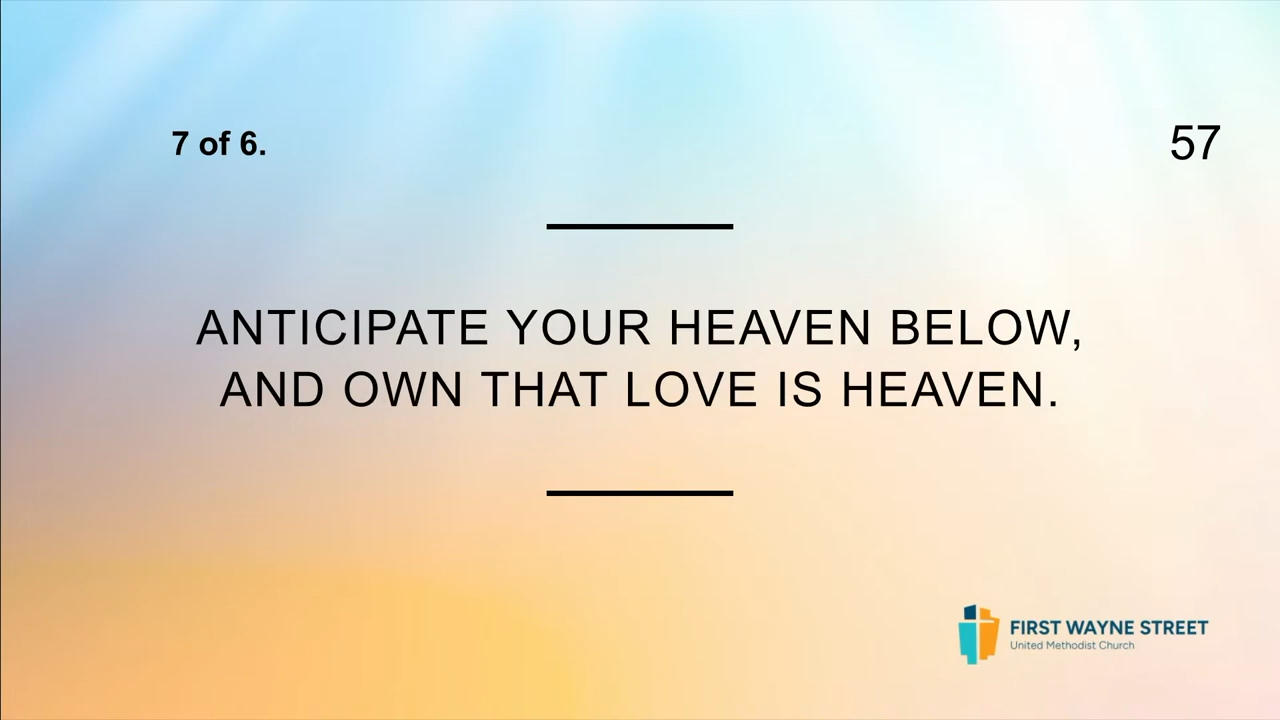 7 of 6.
57
ANTICIPATE YOUR HEAVEN BELOW,
AND OWN THAT LOVE IS HEAVEN.
FIRST WAYNE STREET
United Methodist Church